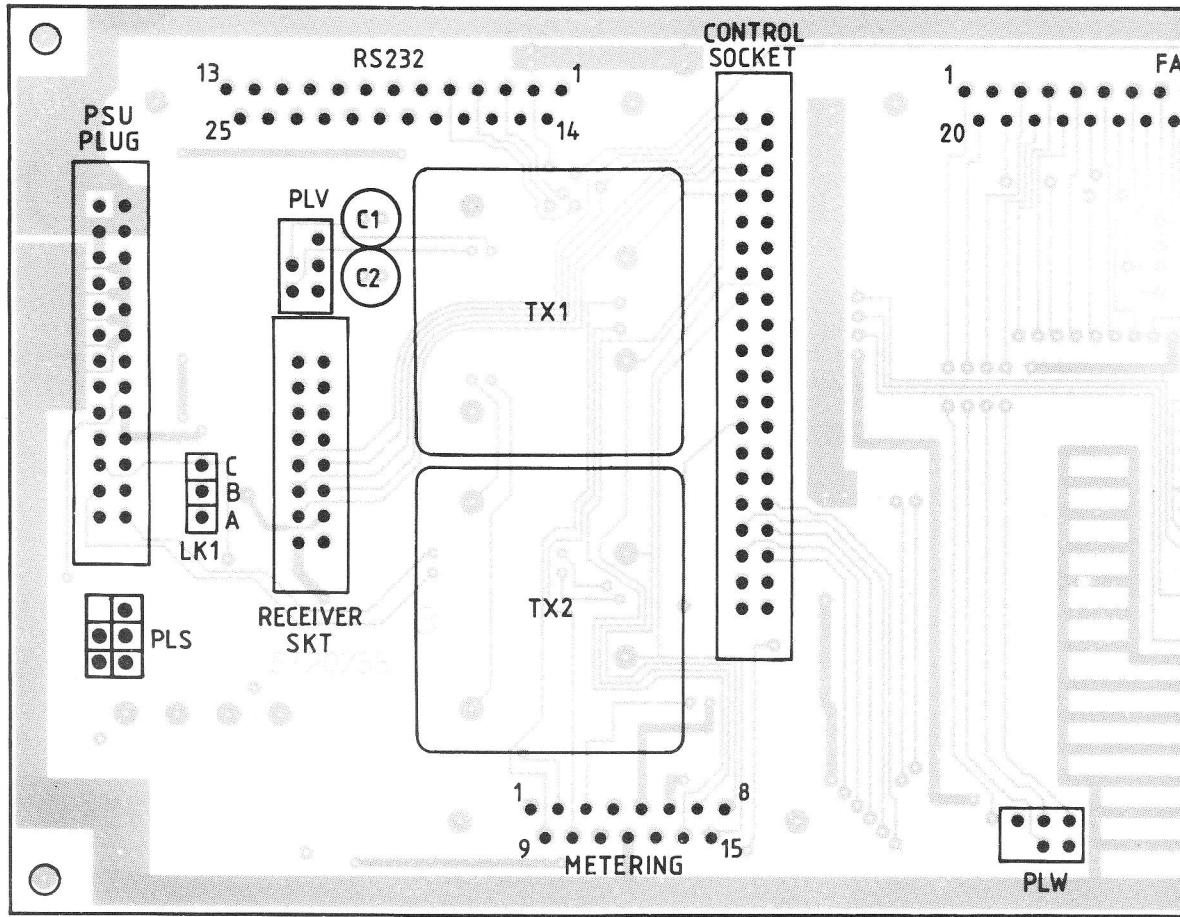 CONTROL
SOCKET
RS232
13
1
25
14
1
FA
20
PSU
PLUG
PLV
C1
C2
TX1
C
B
A
LK1
RECEIVER
SKT
TX2
PLS
1
8
9
15
METERING
PLW